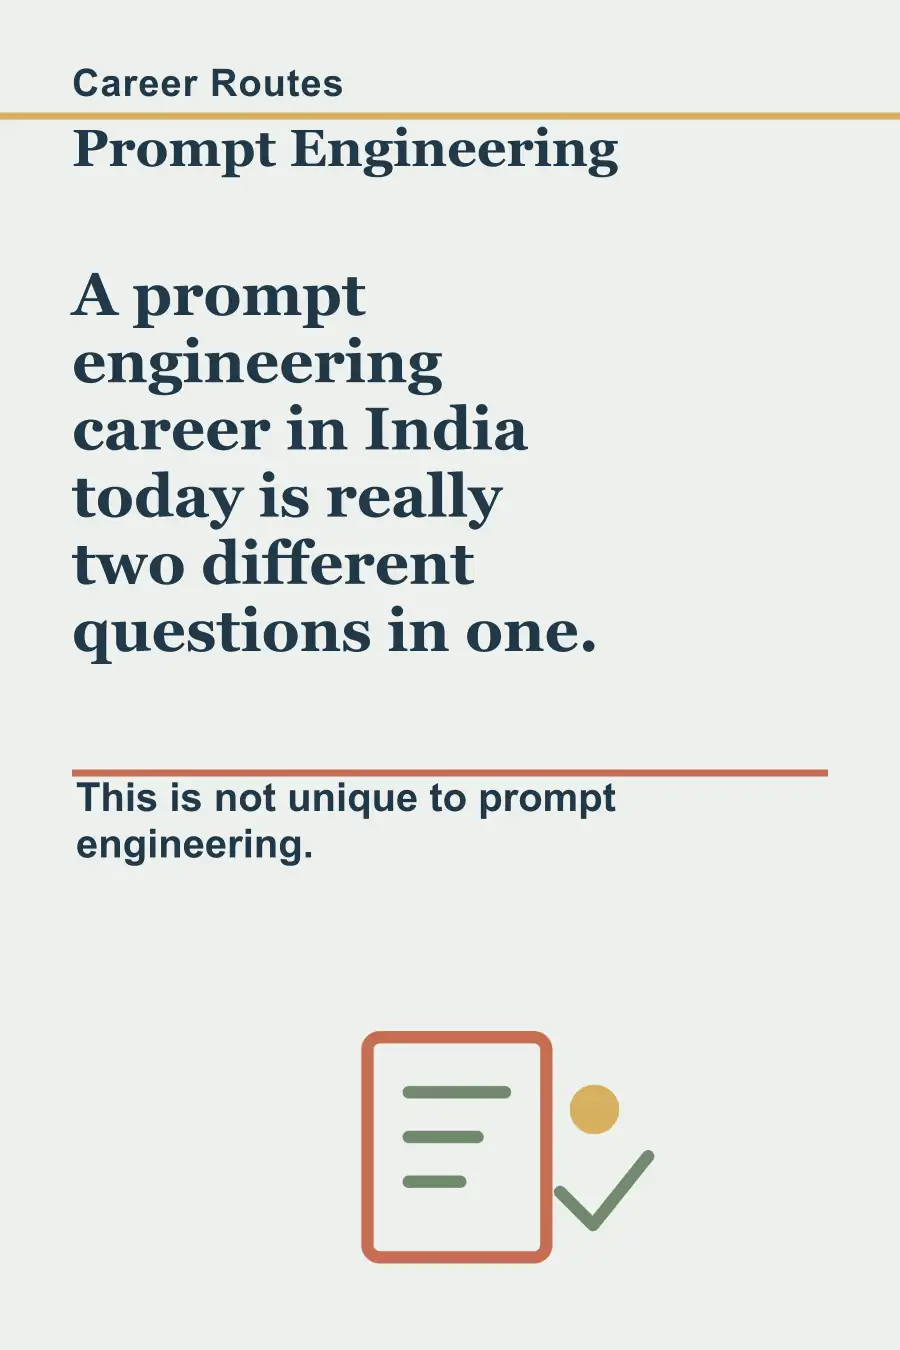 Career Routes
Prompt Engineering
A prompt
engineering
career in India
today is really
two different
questions in one.
This is not unique to prompt
engineering.